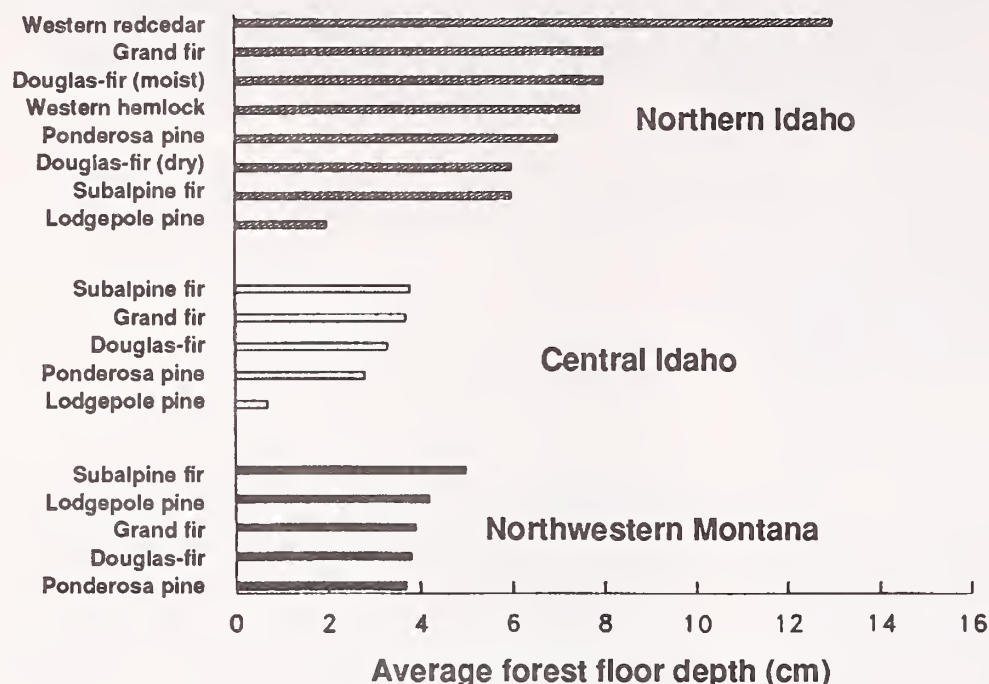 Western redcedar
Grand fir
Douglas-fir (moist)
Western hemlock
Ponderosa pine
Douglas-fir (dry)
Subalpine fir
Lodgepole pine
Northern Idaho
Subalpine fir
Grand fir
Douglas-fir
Ponderosa pine
Lodgepole pine
Central Idaho
Subalpine fir
Lodgepole pine
Grand fir
Douglas-fir
Ponderosa pine
Northwestern Montana
0 2 4 6 8 10 12 14 16
Average forest floor depth (cm)